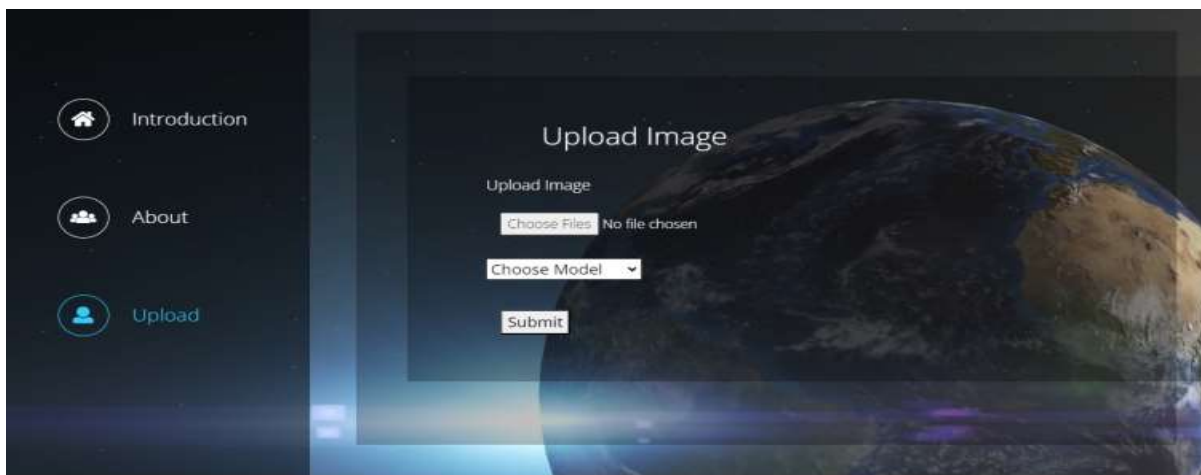 Introduction
About
Upload
Upload Image
Upload Image
Choose Files No file chosen
Choose Model
Submit